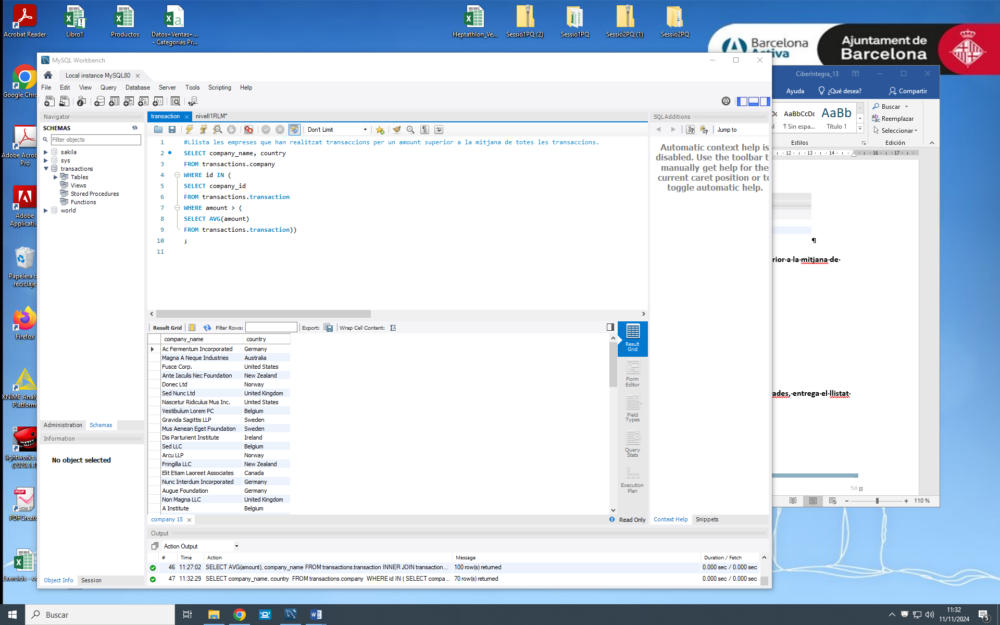 Acrobat Reader
Libro1
Productos
Datos+Ventas+...
- Categorías Pr...
Heptathlon_Ve...
Sessió1PQ (2)
Sessió1PQ
Sessió2PQ (1)
Sessió2PQ
Barcelona
Activa
Ajuntament de
Barcelona
MySQL Workbench
Local instance MySQL80
File Edit View Query Database Server Tools Scripting Help
CiberIntegra_13
Ayuda ¿Qué desea? Compartir
Google Chro
Navigator
SCHEMAS
Filter objects
sakila
sys
transactions
Tables
Views
Stored Procedures
Functions
world
transaction
nivell1RLM*
Don't Limit
1 #Llista les empreses que han realitzat transaccions per un amount superior a la mitjana de totes les transaccions.
2 SELECT company_name, country
3 FROM transactions.company
4 WHERE id IN (
5 SELECT company_id
6 FROM transactions.transaction
7 WHERE amount > (
8 SELECT AVG(amount)
9 FROM transactions.transaction))
10 ;
11
SQLAdditions
Jump to
Automatic context help is
disabled. Use the toolbar t
manually get help for the
current caret position or to
toggle automatic help.
AaBbCcDc AaBb
¶ Sin espa... Título 1
Estilos
Buscar
Reemplazar
Seleccionar
Edición
12 13 14 16 17
¶
rior·a·la·mitjana·de·
ades,·entrega·el·llistat·
5¤ ¤
110 %
Adobe Acrob
Pro
Adobe
Applicati...
Papelera d
reciclaje
Firefox
KNIME Analy
Platform
lightworks x
(2020.1.1)
PDFCreato
Exercicis - co
Administration Schemas
Information
No object selected
Object Info Session
Result Grid Filter Rows: Export: Wrap Cell Content:
company_name country
Ac Fermentum Incorporated Germany
Magna A Neque Industries Australia
Fusce Corp. United States
Ante Iaculis Nec Foundation New Zealand
Donec Ltd Norway
Sed Nunc Ltd United Kingdom
Nascetur Ridiculus Mus Inc. United States
Vestibulum Lorem PC Belgium
Gravida Sagittis LLP Sweden
Mus Aenean Eget Foundation Sweden
Dis Parturient Institute Ireland
Sed LLC Belgium
Arcu LLP Norway
Fringilla LLC New Zealand
Elit Etiam Laoreet Associates Canada
Nunc Interdum Incorporated Germany
Augue Foundation Germany
Non Magna LLC United Kingdom
A Institute Belgium
Result
Grid
Form
Editor
Field
Types
Query
Stats
Execution
Plan
company 15
Read Only
Context Help Snippets
Output
Action Output
# Time Action Message Duration / Fetch
46 11:27:02 SELECT AVG(amount), company_name FROM transactions.transaction INNER JOIN transaction... 100 row(s) returned 0.000 sec / 0.000 sec
47 11:32:29 SELECT company_name, country FROM transactions.company WHERE id IN ( SELECT compa... 70 row(s) returned 0.000 sec / 0.000 sec
Buscar
11:32
11/11/2024
5